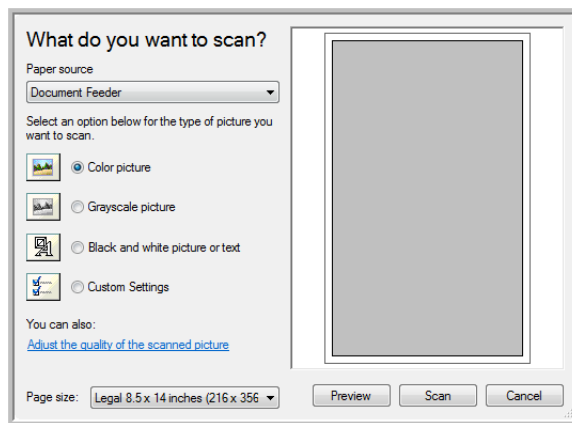 What do you want to scan?
Paper source
Document Feeder
Select an option below for the type of picture you
want to scan.
Color picture
Grayscale picture
Black and white picture or text
Custom Settings
You can also:
Adjust the quality of the scanned picture
Page size: Legal 8.5 x 14 inches (216 x 356
Preview Scan Cancel